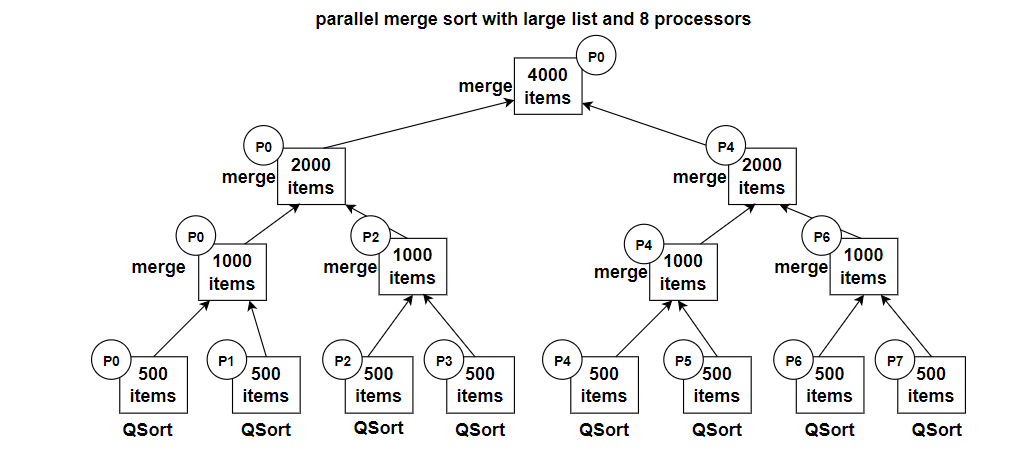 parallel merge sort with large list and 8 processors
P0
merge
4000
items
P0
merge
2000
items
P4
merge
2000
items
P0
merge
1000
items
P2
merge
1000
items
P4
merge
1000
items
P6
merge
1000
items
P0
500
items
QSort
P1
500
items
QSort
P2
500
items
QSort
P3
500
items
QSort
P4
500
items
QSort
P5
500
items
QSort
P6
500
items
QSort
P7
500
items
QSort